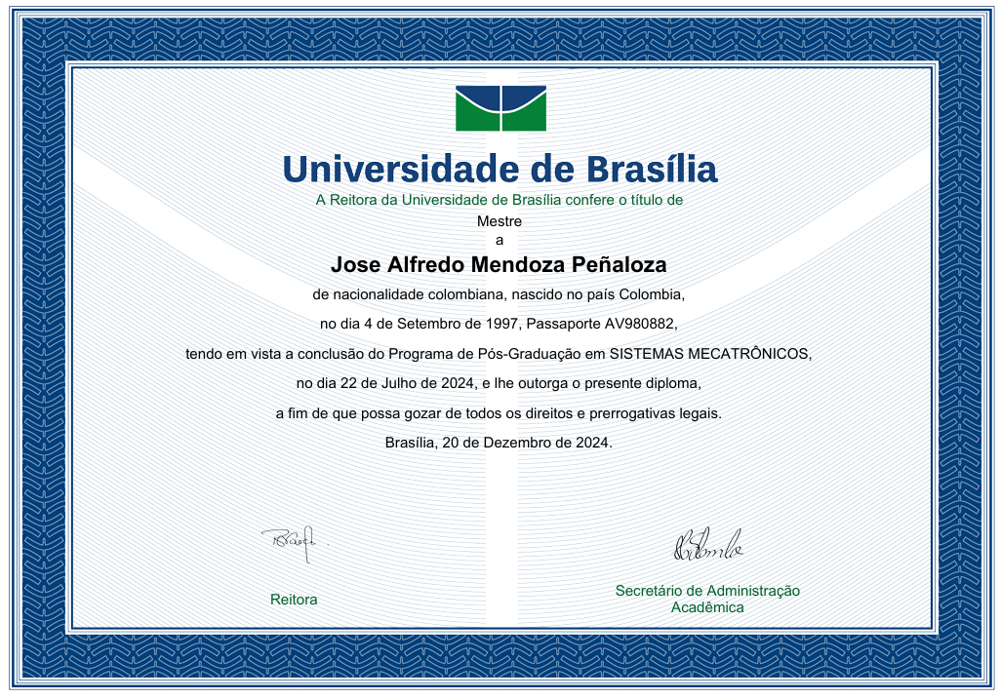 Universidade de Brasília
A Reitora da Universidade de Brasília confere o título de
Mestre
a
Jose Alfredo Mendoza Peñaloza
de nacionalidade colombiana, nascido no país Colombia,
no dia 4 de Setembro de 1997, Passaporte AV980882,
tendo em vista a conclusão do Programa de Pós-Graduação em SISTEMAS MECATRÔNICOS,
no dia 22 de Julho de 2024, e lhe outorga o presente diploma,
a fim de que possa gozar de todos os direitos e prerrogativas legais.
Brasília, 20 de Dezembro de 2024.
Reitora
Secretário de Administração
Acadêmica